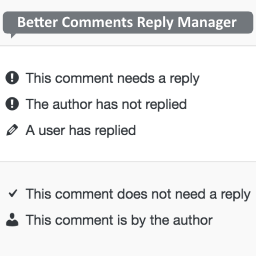 Better Comments Reply Manager
This comment needs a reply
The author has not replied
A user has replied
This comment does not need a reply
This comment is by the author